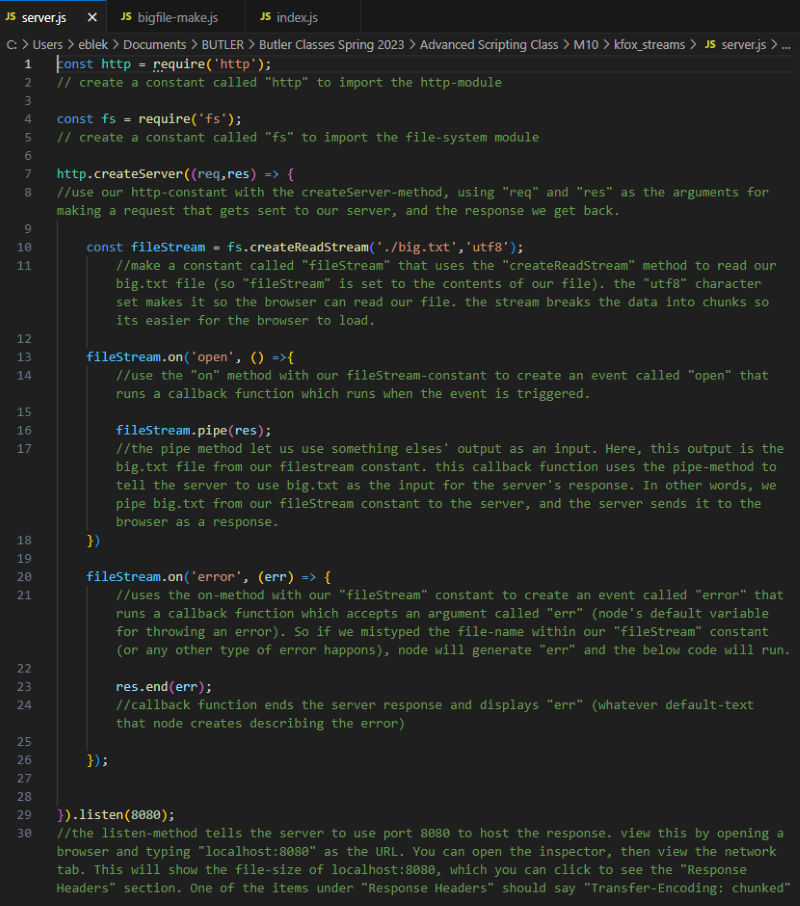 JS server.js × JS bigfile-make.js JS index.js
C: > Users > eblek > Documents > BUTLER > Butler Classes Spring 2023 > Advanced Scripting Class > M10 > kfox_streams > JS server.js > ...
1 const http = require('http');
2 // create a constant called "http" to import the http-module
3
4 const fs = require('fs');
5 // create a constant called "fs" to import the file-system module
6
7 http.createServer((req,res) => {
8 //use our http-constant with the createServer-method, using "req" and "res" as the arguments for
making a request that gets sent to our server, and the response we get back.
9
10 const fileStream = fs.createReadStream('./big.txt','utf8');
11 //make a constant called "fileStream" that uses the "createReadStream" method to read our
big.txt file (so "fileStream" is set to the contents of our file). the "utf8" character
set makes it so the browser can read our file. the stream breaks the data into chunks so
its easier for the browser to load.
12
13 fileStream.on('open', () =>{
14 //use the "on" method with our fileStream-constant to create an event called "open" that
runs a callback function which runs when the event is triggered.
15
16 fileStream.pipe(res);
17 //the pipe method let us use something elses' output as an input. Here, this output is the
big.txt file from our filestream constant. this callback function uses the pipe-method to
tell the server to use big.txt as the input for the server's response. In other words, we
pipe big.txt from our fileStream constant to the server, and the server sends it to the
browser as a response.
18 })
19
20 fileStream.on('error', (err) => {
21 //uses the on-method with our "fileStream" constant to create an event called "error" that
runs a callback function which accepts an argument called "err" (node's default variable
for throwing an error). So if we mistyped the file-name within our "fileStream" constant
(or any other type of error happons), node will generate "err" and the below code will run.
22
23 res.end(err);
24 //callback function ends the server response and displays "err" (whatever default-text
that node creates describing the error)
25
26 });
27
28
29 }).listen(8080);
30 //the listen-method tells the server to use port 8080 to host the response. view this by opening a
browser and typing "localhost:8080" as the URL. You can open the inspector, then view the network
tab. This will show the file-size of localhost:8080, which you can click to see the "Response
Headers" section. One of the items under "Response Headers" should say "Transfer-Encoding: chunked"